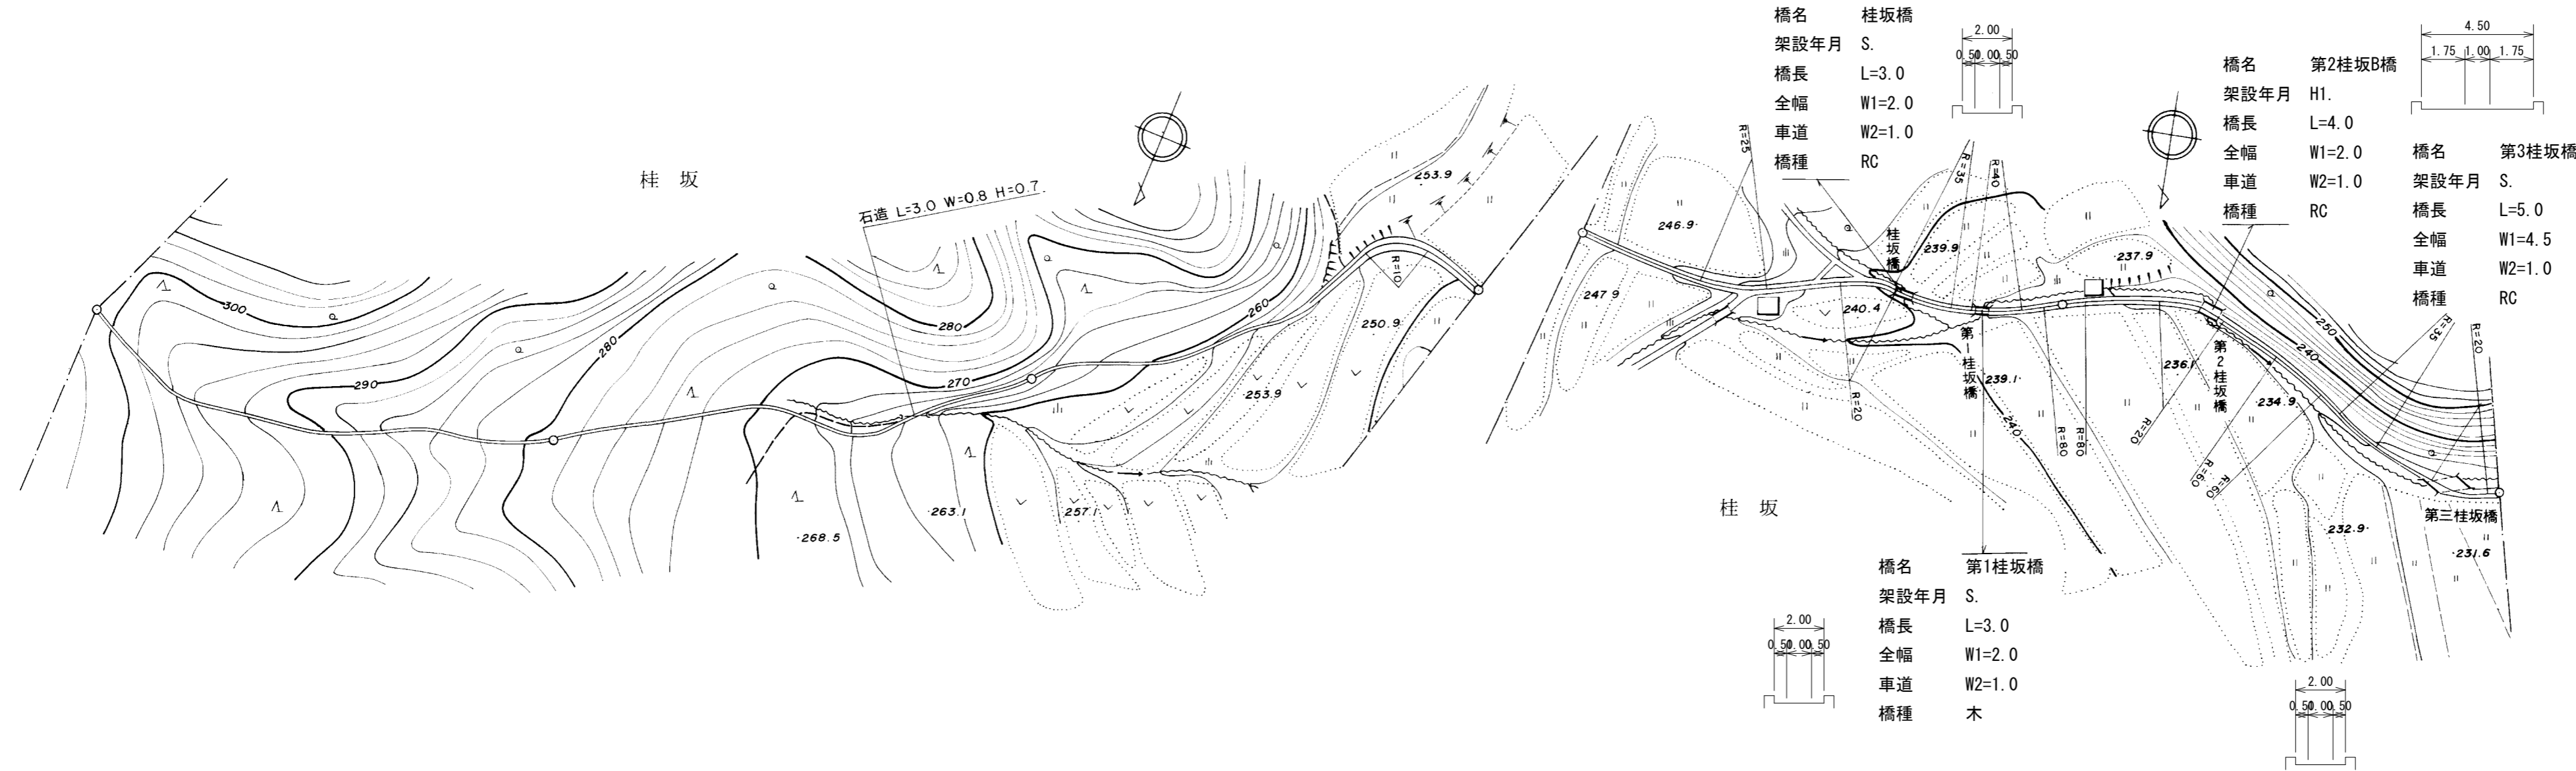 桂 坂
石造 L=3.0 W=0.8 H=0.7
300
290
280
280
270
260
253.9
250.9
253.9
257.1
263.1
268.5
R=10
橋名 桂坂橋
架設年月 S.
橋長 L=3.0
全幅 W1=2.0
車道 W2=1.0
橋種 RC
2.00
0.50 1.00 0.50
橋名 第2桂坂B橋
架設年月 H1.
橋長 L=4.0
全幅 W1=2.0
車道 W2=1.0
橋種 RC
4.50
1.75 1.00 1.75
橋名 第3桂坂橋
架設年月 S.
橋長 L=5.0
全幅 W1=4.5
車道 W2=1.0
橋種 RC
R=25
R=35
R=40
246.9
247.9
桂坂橋
239.9
240.4
237.9
第1桂坂橋
239.1
240
236.1
第2桂坂橋
234.9
250
240
R=20
R=80
R=80
R=20
R=60
R=60
R=35
R=20
232.9
第三桂坂橋
231.6
桂 坂
橋名 第1桂坂橋
架設年月 S.
橋長 L=3.0
全幅 W1=2.0
車道 W2=1.0
橋種 木
2.00
0.50 1.00 0.50
2.00
0.50 1.00 0.50